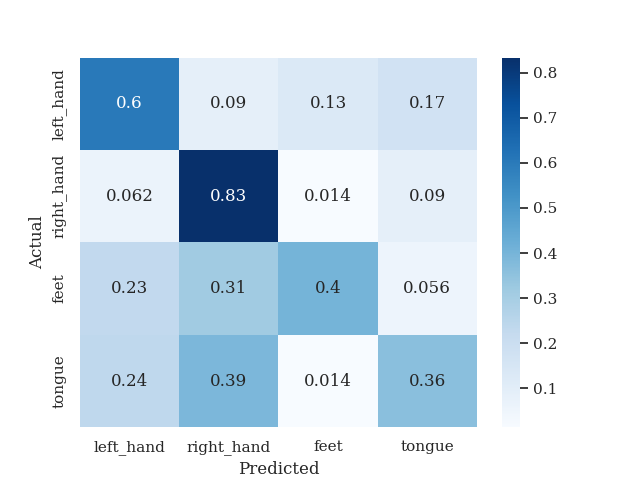 Actual
left_hand
0.6 0.09 0.13 0.17
right_hand
0.062 0.83 0.014 0.09
feet
0.23 0.31 0.4 0.056
tongue
0.24 0.39 0.014 0.36
left_hand right_hand feet tongue
Predicted
0.8
0.7
0.6
0.5
0.4
0.3
0.2
0.1